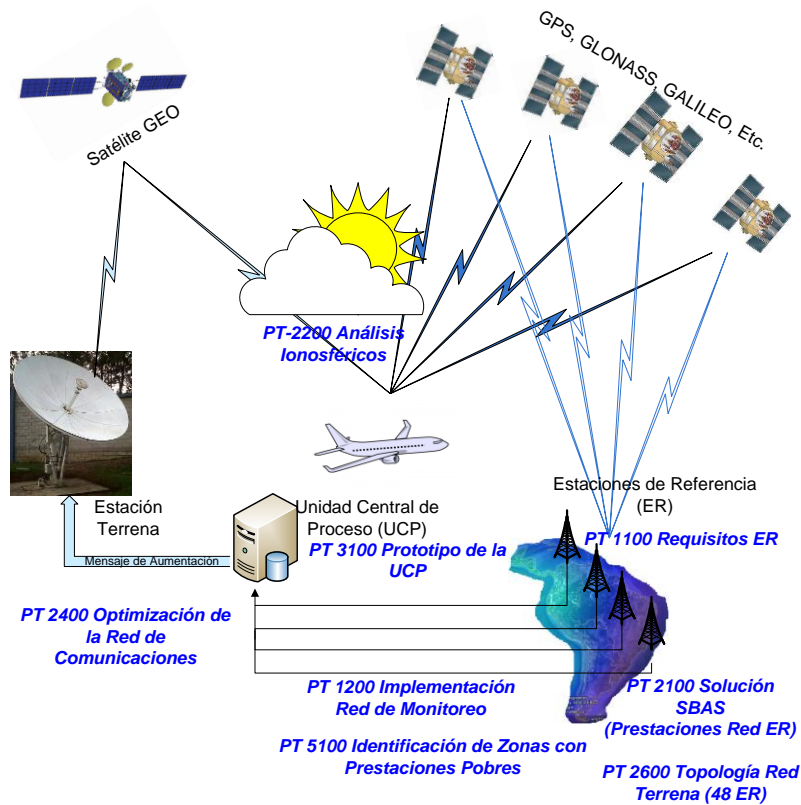 GPS, GLONASS, GALILEO, Etc.
Satélite GEO
PT-2200 Análisis
Ionosféricos
Estación
Terrena
Unidad Central de
Proceso (UCP)
PT 3100 Prototipo de la
UCP
Estaciones de Referencia
(ER)
PT 1100 Requisitos ER
Mensaje de Aumentación
PT 2400 Optimización de
la Red de
Comunicaciones
PT 1200 Implementación
Red de Monitoreo
PT 2100 Solución
SBAS
(Prestaciones Red ER)
PT 5100 Identificación de Zonas con
Prestaciones Pobres
PT 2600 Topología Red
Terrena (48 ER)